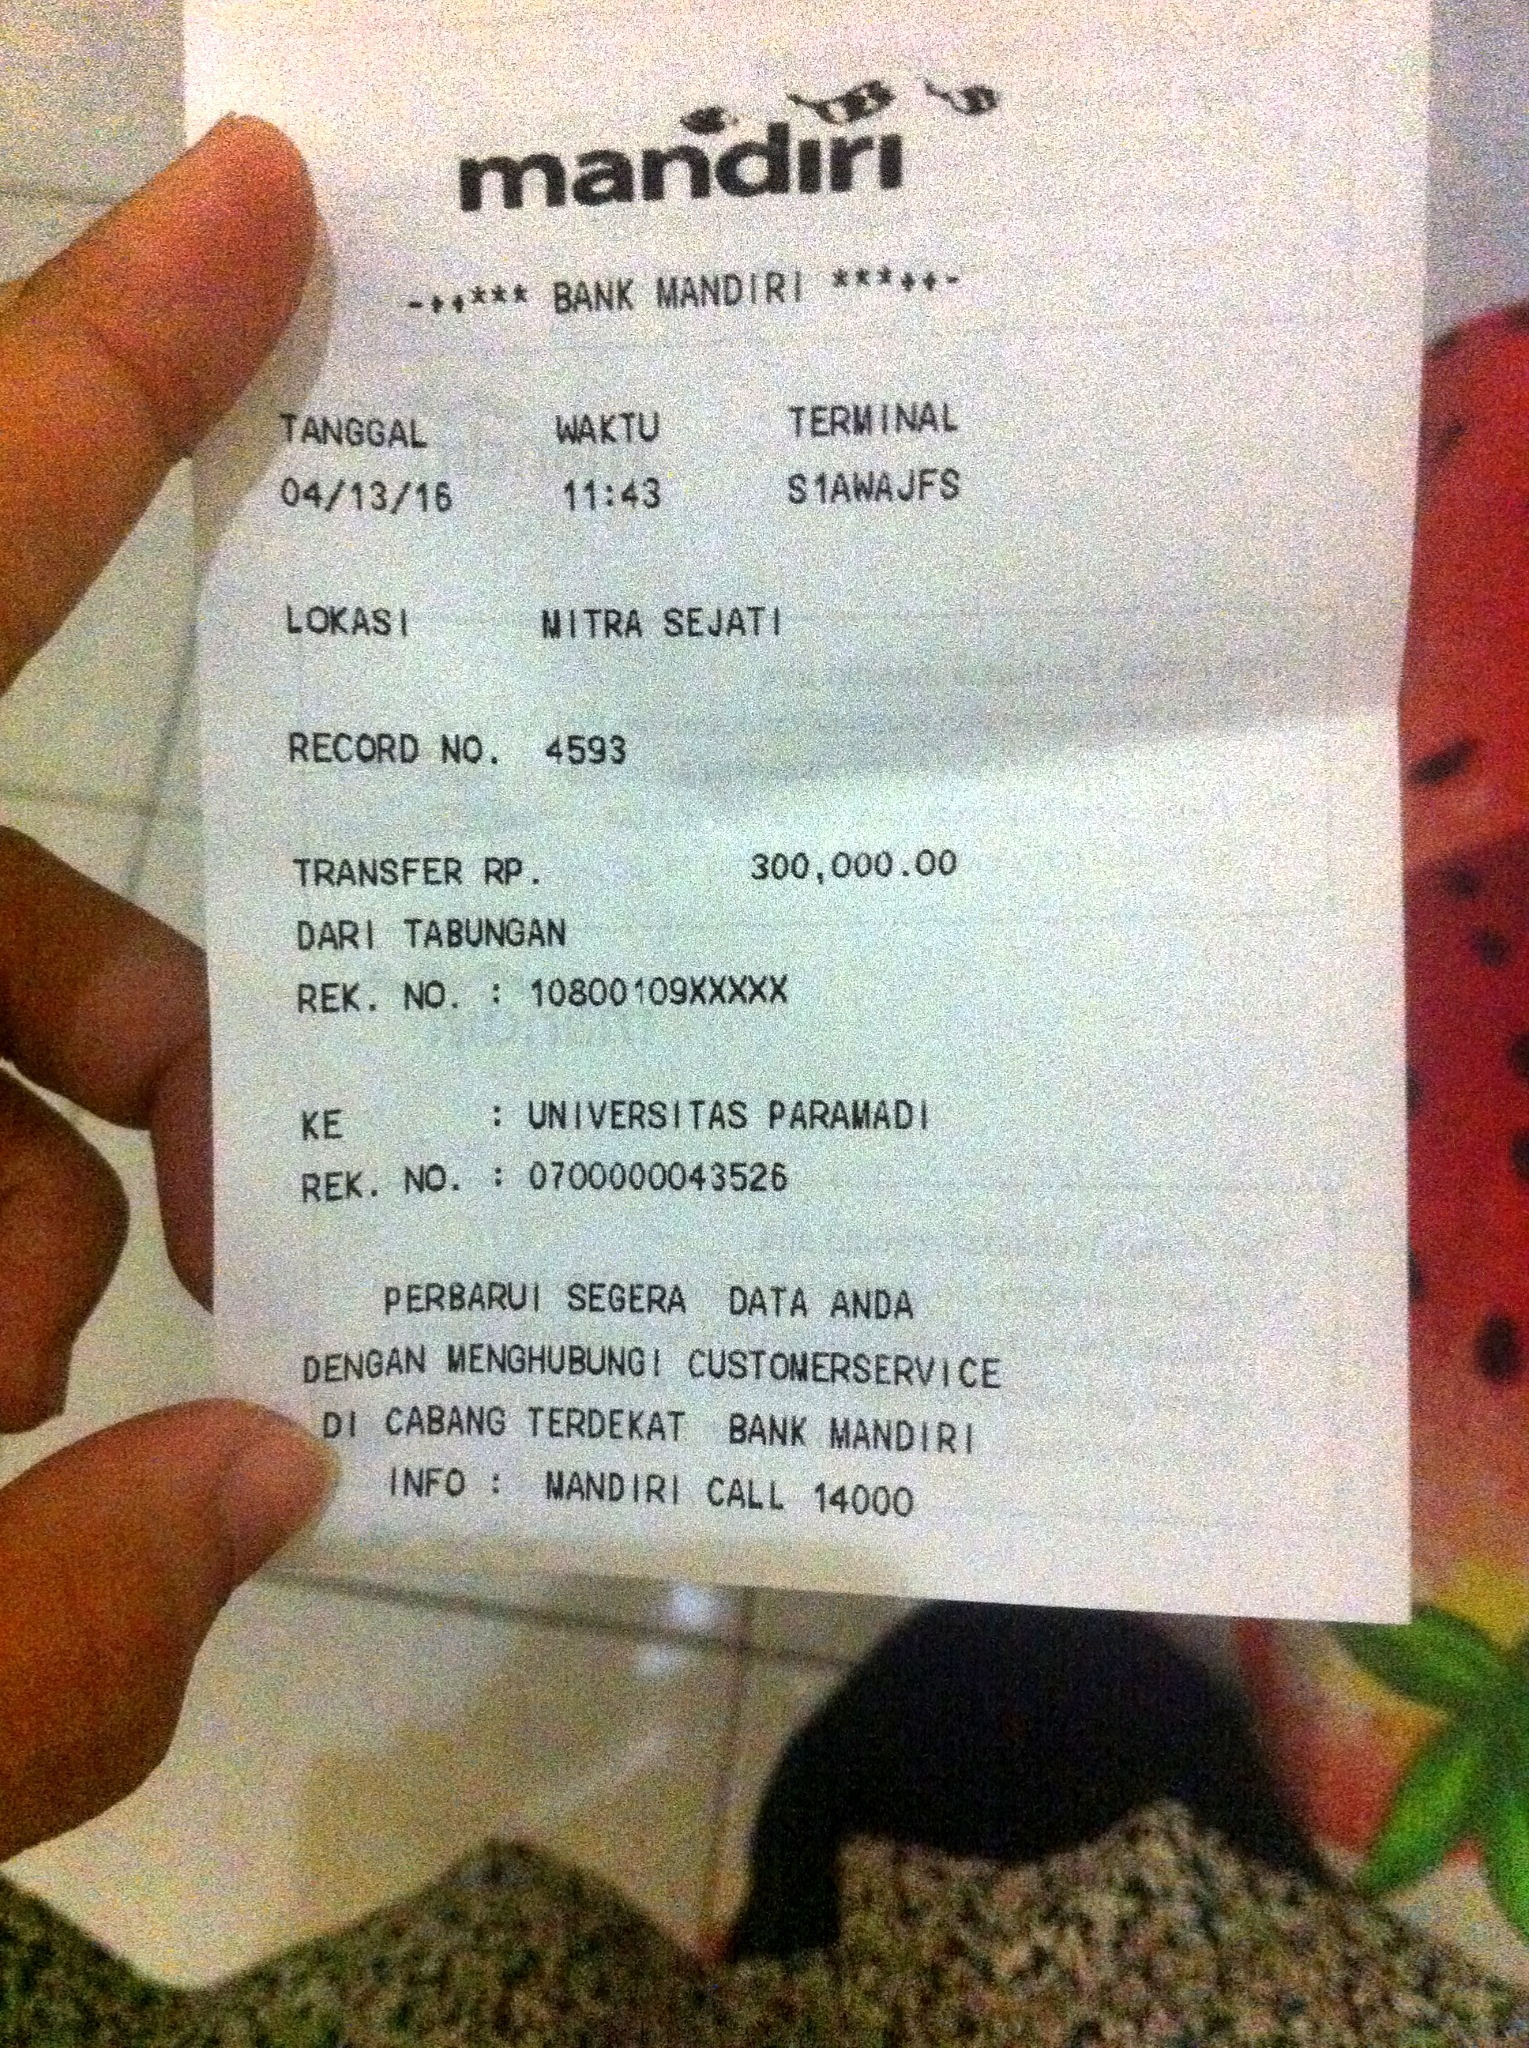 mandiri
-++*** BANK MANDIRI ***++-
TANGGAL WAKTU TERMINAL
04/13/16 11:43 S1AWAJFS
LOKASI MITRA SEJATI
RECORD NO. 4593
TRANSFER RP. 300,000.00
DARI TABUNGAN
REK. NO. : 10800109XXXXX
KE : UNIVERSITAS PARAMADI
REK. NO. : 0700000043526
PERBARUI SEGERA DATA ANDA
DENGAN MENGHUBUNGI CUSTOMERSERVICE
DI CABANG TERDEKAT BANK MANDIRI
INFO : MANDIRI CALL 14000